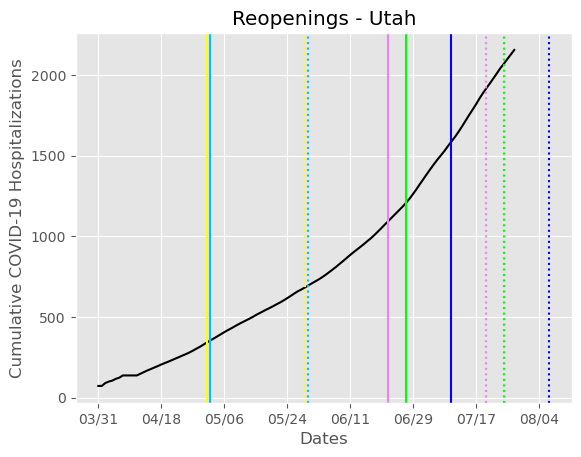 Reopenings - Utah
Cumulative COVID-19 Hospitalizations
2000
1500
1000
500
0
03/31 04/18 05/06 05/24 06/11 06/29 07/17 08/04
Dates